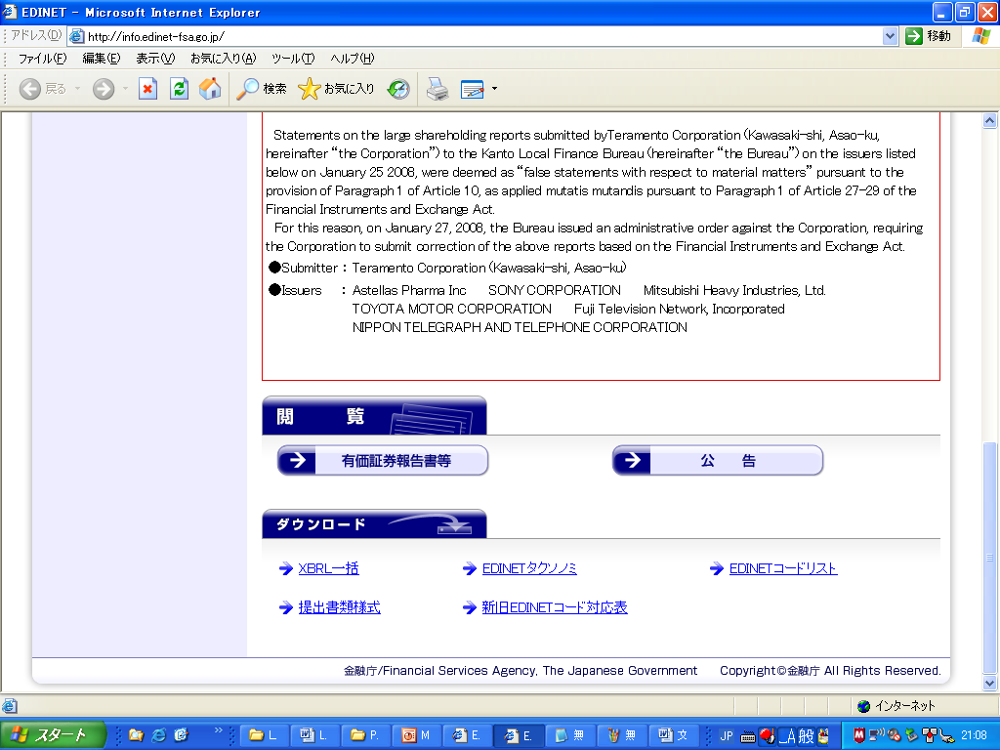 EDINET - Microsoft Internet Explorer
アドレス(D) http://info.edinet-fsa.go.jp/ 移動
ファイル(F) 編集(E) 表示(V) お気に入り(A) ツール(T) ヘルプ(H)
戻る 検索 お気に入り
Statements on the large shareholding reports submitted byTeramento Corporation (Kawasaki-shi, Asao-ku,
hereinafter “the Corporation”) to the Kanto Local Finance Bureau (hereinafter “the Bureau”) on the issuers listed
below on January 25 2008, were deemed as “false statements with respect to material matters” pursuant to the
provision of Paragraph 1 of Article 10, as applied mutatis mutandis pursuant to Paragraph 1 of Article 27-29 of the
Financial Instruments and Exchange Act.
For this reason, on January 27, 2008, the Bureau issued an administrative order against the Corporation, requiring
the Corporation to submit correction of the above reports based on the Financial Instruments and Exchange Act.
●Submitter : Teramento Corporation (Kawasaki-shi, Asao-ku)
●Issuers : Astellas Pharma Inc SONY CORPORATION Mitsubishi Heavy Industries, Ltd.
TOYOTA MOTOR CORPORATION Fuji Television Network, Incorporated
NIPPON TELEGRAPH AND TELEPHONE CORPORATION
閲 覧
有価証券報告書等 公 告
ダウンロード
XBRL一括 EDINETタクソノミ EDINETコードリスト
提出書類様式 新旧EDINETコード対応表
金融庁/Financial Services Agency, The Japanese Government Copyright©金融庁 All Rights Reserved.
インターネット
スタート » L P. M E. E. 無 無 文 JP A 般 21:08